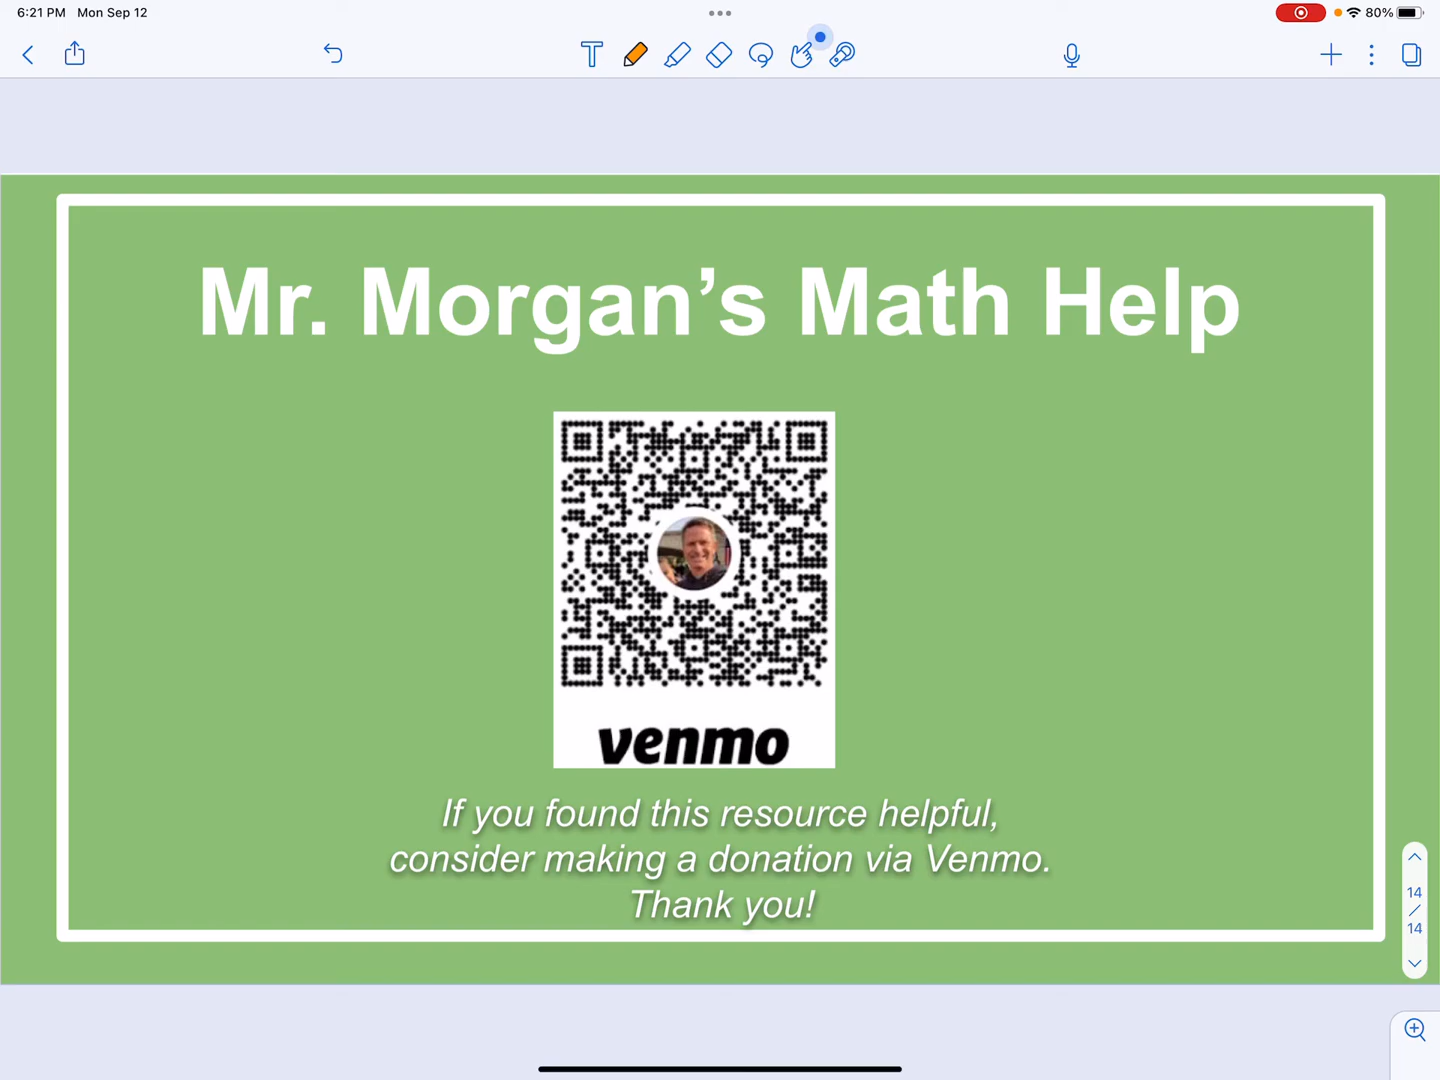 6:21 PM Mon Sep 12
80%
T
Mr. Morgan’s Math Help
venmo
If you found this resource helpful,
consider making a donation via Venmo.
Thank you!
14
/
14